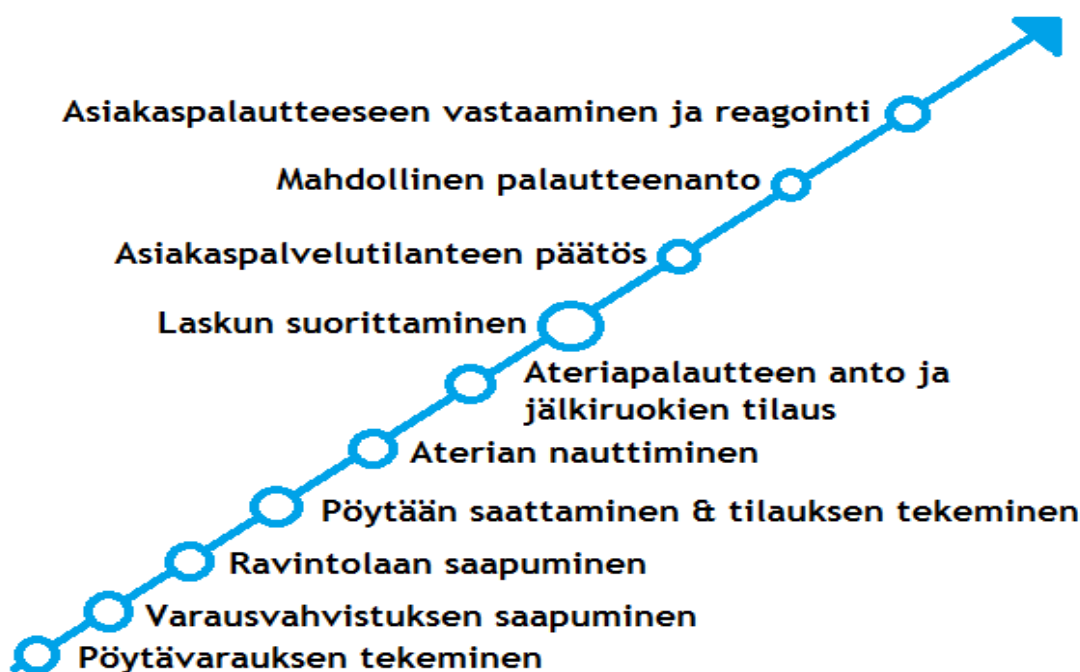 Asiakaspalautteeseen vastaaminen ja reagointi
Mahdollinen palautteenanto
Asiakaspalvelutilanteen päätös
Laskun suorittaminen
Ateriapalautteen anto ja
jälkiruokien tilaus
Aterian nauttiminen
Pöytään saattaminen & tilauksen tekeminen
Ravintolaan saapuminen
Varausvahvistuksen saapuminen
Pöytävarauksen tekeminen